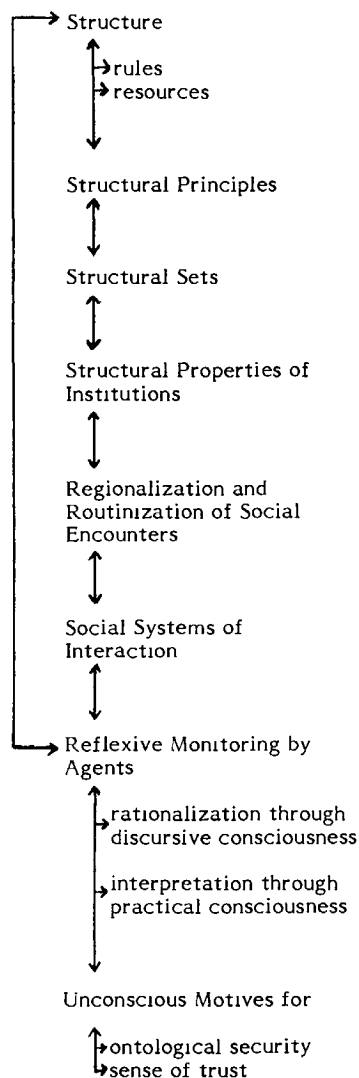 Structure
rules
resources
Structural Principles
Structural Sets
Structural Properties of
Institutions
Regionalization and
Routinization of Social
Encounters
Social Systems of
Interaction
Reflexive Monitoring by
Agents
rationalization through
discursive consciousness
interpretation through
practical consciousness
Unconscious Motives for
ontological security
sense of trust